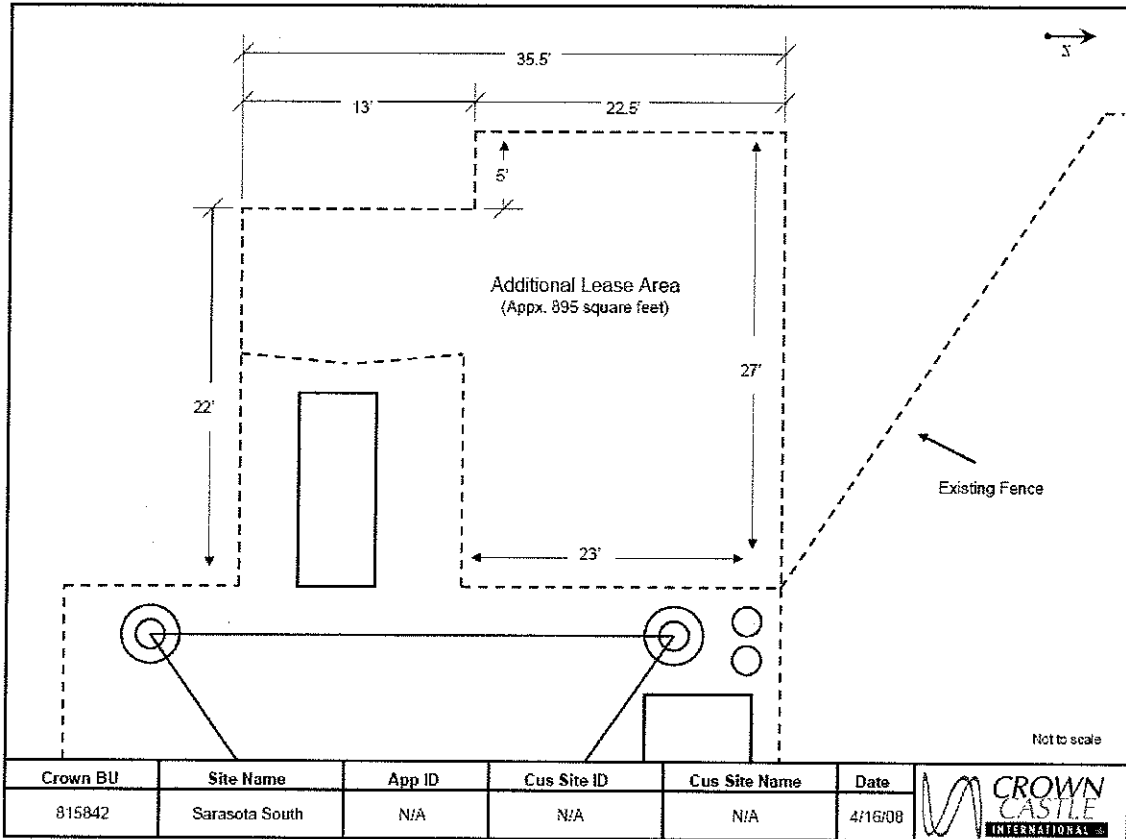 35.5'
13'
22.5'
5'
Additional Lease Area
(Appx. 895 square feet)
22'
27'
23'
Existing Fence
N
Not to scale
Crown BU Site Name App ID Cus Site ID Cus Site Name Date
815842 Sarasota South N/A N/A N/A 4/16/08
CROWN
CASTLE
INTERNATIONAL